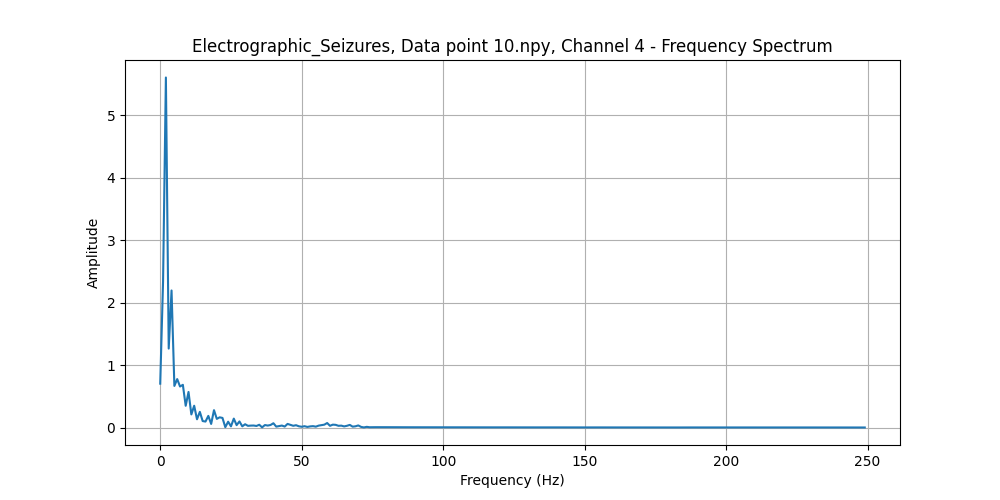 Electrographic_Seizures, Data point 10.npy, Channel 4 - Frequency Spectrum
5
4
3
2
1
0
Amplitude
0 50 100 150 200 250
Frequency (Hz)